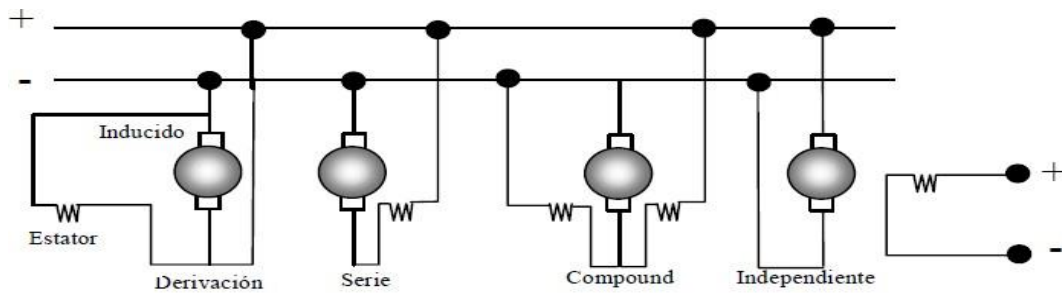 +
-
Inducido
+
Estator
-
Derivación
Serie
Compound
Independiente